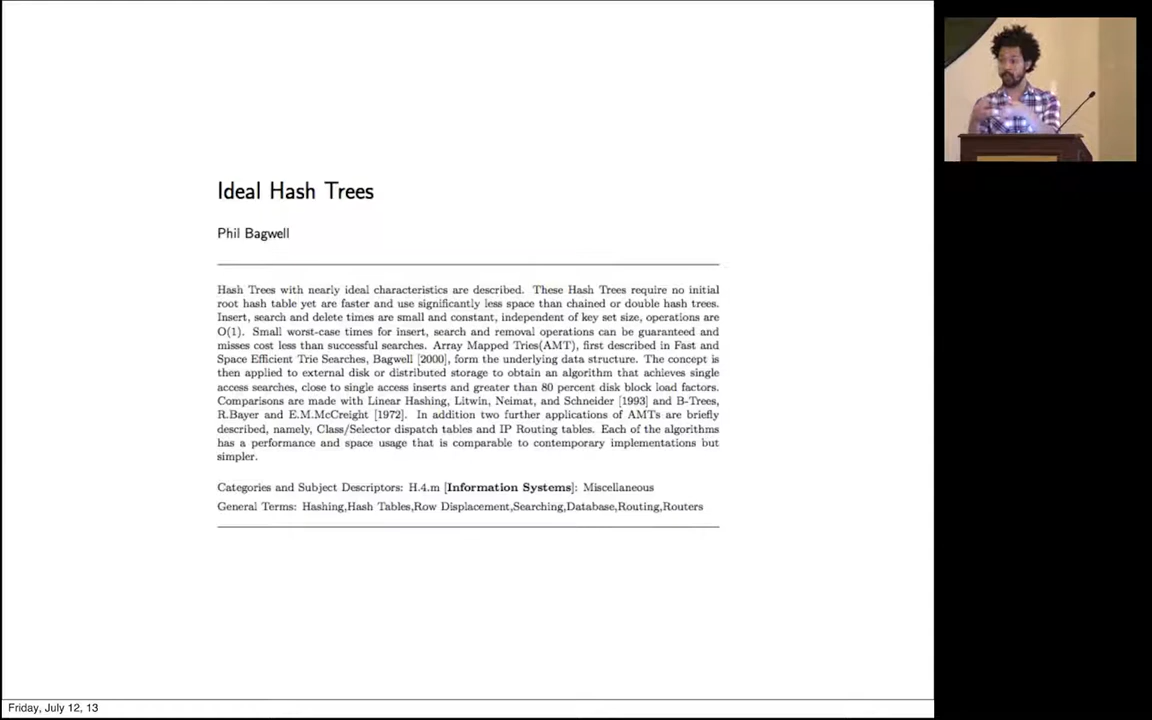 Ideal Hash Trees
Phil Bagwell
Hash Trees with nearly ideal characteristics are described. These Hash Trees require no initial
root hash table yet are faster and use significantly less space than chained or double hash trees.
Insert, search and delete times are small and constant, independent of key set size, operations are
O(1). Small worst-case times for insert, search and removal operations can be guaranteed and
misses cost less than successful searches. Array Mapped Tries(AMT), first described in Fast and
Space Efficient Trie Searches, Bagwell [2000], form the underlying data structure. The concept is
then applied to external disk or distributed storage to obtain an algorithm that achieves single
access searches, close to single access inserts and greater than 80 percent disk block load factors.
Comparisons are made with Linear Hashing, Litwin, Neimat, and Schneider [1993] and B-Trees,
R.Bayer and E.M.McCreight [1972]. In addition two further applications of AMTs are briefly
described, namely, Class/Selector dispatch tables and IP Routing tables. Each of the algorithms
has a performance and space usage that is comparable to contemporary implementations but
simpler.
Categories and Subject Descriptors: H.4.m [Information Systems]: Miscellaneous
General Terms: Hashing,Hash Tables,Row Displacement,Searching,Database,Routing,Routers
Friday, July 12, 13